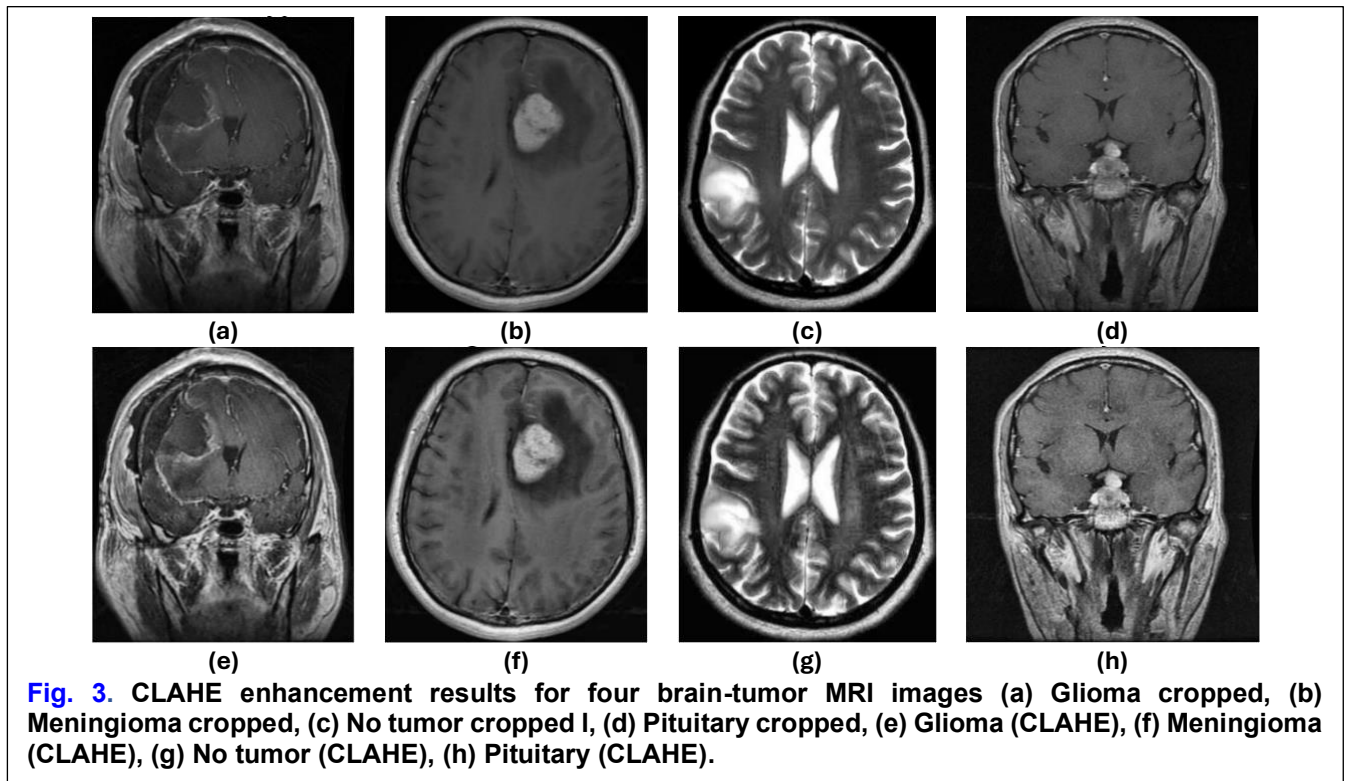 (a) (b) (c) (d)
(e) (f) (g) (h)
Fig. 3. CLAHE enhancement results for four brain-tumor MRI images (a) Glioma cropped, (b)
Meningioma cropped, (c) No tumor cropped l, (d) Pituitary cropped, (e) Glioma (CLAHE), (f) Meningioma
(CLAHE), (g) No tumor (CLAHE), (h) Pituitary (CLAHE).